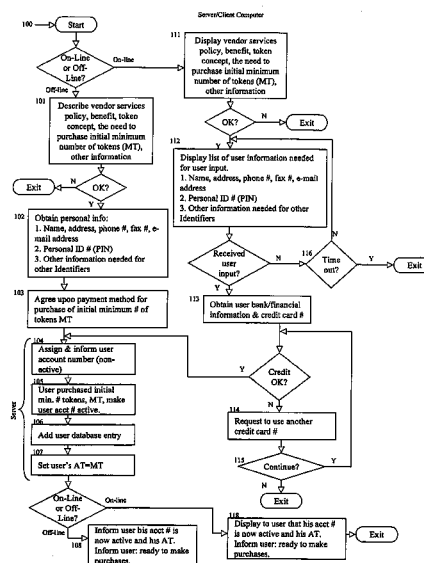 Server/Client Computer
100
Start
On-Line
or Off-
Line?
On-line
Off-line
101
Describe vendor services
policy, benefit, token
concept, the need to
purchase initial minimum
number of tokens (MT),
other information
OK?
N
Exit
Y
102
Obtain personal info:
1. Name, address, phone #, fax #, e-
mail address
2. Personal ID # (PIN)
3. Other information needed for
other Identifiers
103
Agree upon payment method for
purchase of initial minimum # of
tokens MT
111
Display vendor services
policy, benefit, token
concept, the need to
purchase initial minimum
number of tokens (MT),
other information
OK?
N
Exit
Y
112
Display list of user information needed
for user input.
1. Name, address, phone #, fax #, e-mail
address
2. Personal ID # (PIN)
3. Other information needed for other
Identifiers
Received
user
input?
N
116
Time
out?
N
Y
Exit
Y
113
Obtain user bank/financial
information & credit card #
Credit
OK?
Y
N
114
Request to use another
credit card #
115
Continue?
Y
N
Exit
Server
104
Assign & inform user
account number (non-
active)
105
User purchased initial
min. # tokens, MT, make
user acct # active.
106
Add user database entry
107
Set user's AT=MT
On-Line
or Off-
Line?
On-line
Off-line
108
Inform user his acct # is
now active and his AT.
Inform user: ready to make
purchases.
118
Display to user that his acct #
is now active and his AT.
Inform user: ready to make
purchases.
Exit